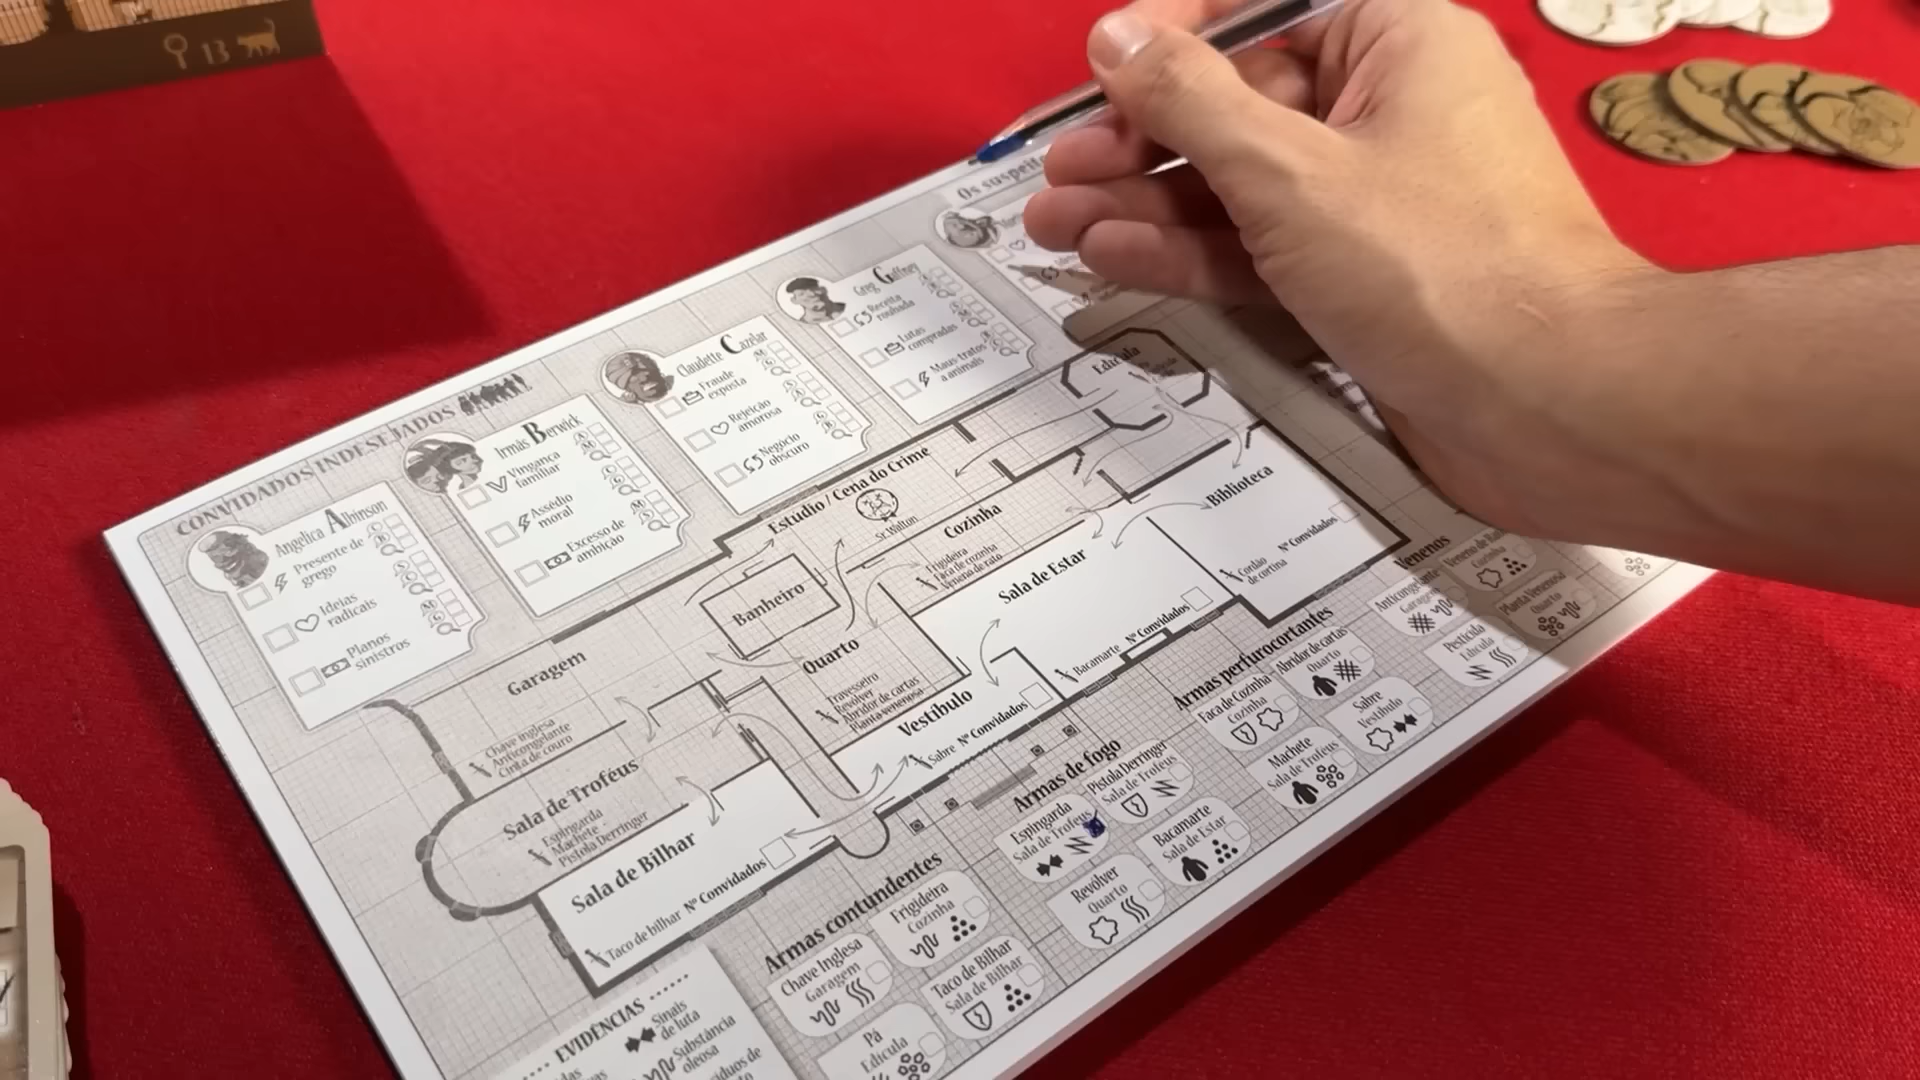 13
CONVIDADOS INDESEJADOS
Angelica Albinson
Presente de
grego
Ideias
radicais
Planos
sinistros
Irmãs Berwick
Vingança
familiar
Assédio
moral
Excesso de
ambição
Claudette Cazelar
Fraude
exposta
Rejeição
amorosa
Negócio
obscuro
Greg Gaffney
Receita
roubada
Lutas
compradas
Maus-tratos
a animais
Os
Estúdio / Cena do Crime
Sr. Walton
Cozinha
Frigideira
Faca de cozinha
Veneno de rato
Biblioteca
Nº Convidados
Cordão
de cortina
Sala de Estar
Bacamarte Nº Convidados
Banheiro
Quarto
Travesseiro
Revólver
Abridor de cartas
Planta venenosa
Garagem
Chave inglesa
Anticongelante
Cinta de couro
Vestíbulo
Sabre Nº Convidados
Sala de Troféus
Espingarda
Machete
Pistola Derringer
Sala de Bilhar
Taco de bilhar Nº Convidados
Venenos
Anticongelante
Garagem
Cozinha
Planta Venenosa
Quarto
Pesticida
Edícula
Armas perfurocortantes
Faca de Cozinha
Cozinha
Abridor de cartas
Quarto
Machete
Sala de Troféus
Sabre
Vestíbulo
Armas de fogo
Espingarda
Sala de Troféus
Pistola Derringer
Sala de Troféus
Revólver
Quarto
Bacamarte
Sala de Estar
Armas contundentes
Chave Inglesa
Garagem
Frigideira
Cozinha
Pá
Edícula
Taco de Bilhar
Sala de Bilhar
EVIDÊNCIAS
Sinais
de luta
Substância
oleosa